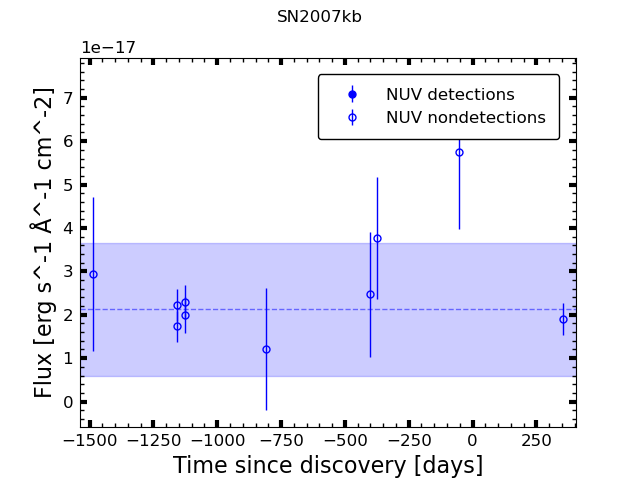 SN2007kb
1e−17
NUV detections
NUV nondetections
7
6
5
4
3
2
1
0
Flux [erg s^-1 Å^-1 cm^-2]
−1500 −1250 −1000 −750 −500 −250 0 250
Time since discovery [days]